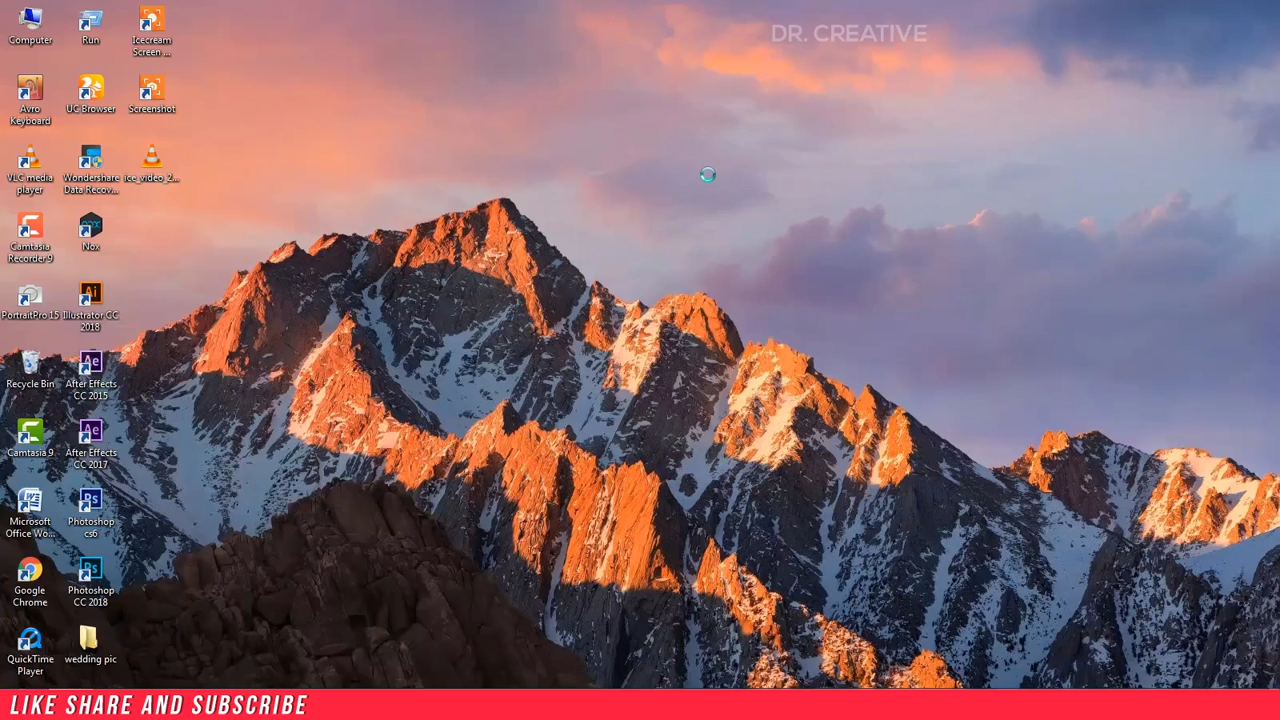 DR. CREATIVE
Computer
Run
Icecream
Screen ...
Avro
Keyboard
UC Browser
Screenshot
VLC media
player
Wondershare
Data Recov...
ice_video_2...
Camtasia
Recorder 9
Nox
PortraitPro 15
Illustrator CC
2018
Recycle Bin
After Effects
CC 2015
Camtasia 9
After Effects
CC 2017
Microsoft
Office Wo...
Photoshop
cs6
Google
Chrome
Photoshop
CC 2018
QuickTime
Player
wedding pic
LIKE SHARE AND SUBSCRIBE